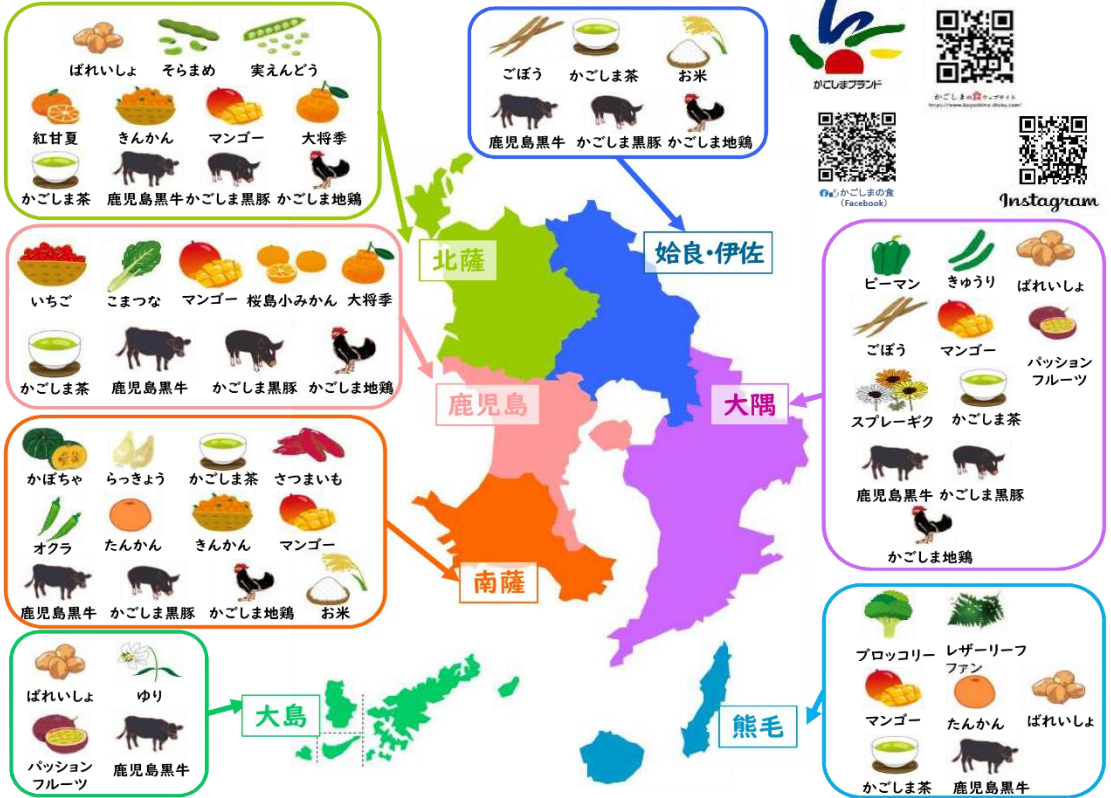 ばれいしょ そらまめ 実えんどう
紅甘夏 きんかん マンゴー 大将季
かごしま茶 鹿児島黒牛 かごしま黒豚 かごしま地鶏
ごぼう かごしま茶 お米
鹿児島黒牛 かごしま黒豚 かごしま地鶏
かごしまブランド
かごしまの食ウェブサイト
https://www.kagoshima-shoku.com/
かごしまの食
(Facebook)
Instagram
北薩
姶良・伊佐
いちご こまつな マンゴー 桜島小みかん 大将季
かごしま茶 鹿児島黒牛 かごしま黒豚 かごしま地鶏
鹿児島
大隅
ピーマン きゅうり ばれいしょ
ごぼう マンゴー パッション
フルーツ
スプレーギク かごしま茶
鹿児島黒牛 かごしま黒豚
かごしま地鶏
かぼちゃ らっきょう かごしま茶 さつまいも
オクラ たんかん きんかん マンゴー
鹿児島黒牛 かごしま黒豚 かごしま地鶏 お米
南薩
ばれいしょ ゆり
パッション
フルーツ 鹿児島黒牛
大島
熊毛
ブロッコリー レザーリーフ
ファン
マンゴー たんかん ばれいしょ
かごしま茶 鹿児島黒牛